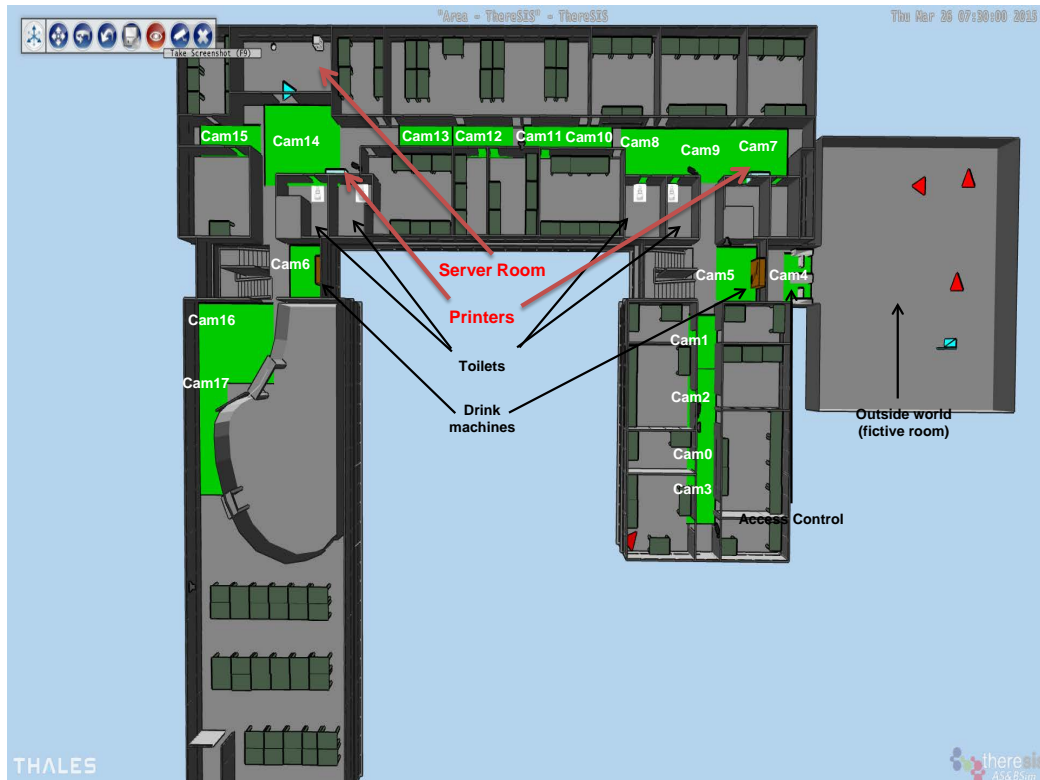 "Area - ThereSIS" - ThereSIS
Thu Mar 26 07:30:00 2015
Take Screenshot (F9)
Cam15
Cam14
Cam13
Cam12
Cam11
Cam10
Cam8
Cam9
Cam7
Cam6
Server Room
Cam5
Cam4
Cam16
Printers
Cam1
Toilets
Cam17
Cam2
Drink
machines
Outside world
(fictive room)
Cam0
Cam3
Access Control
THALES
theresis
AS&BSim